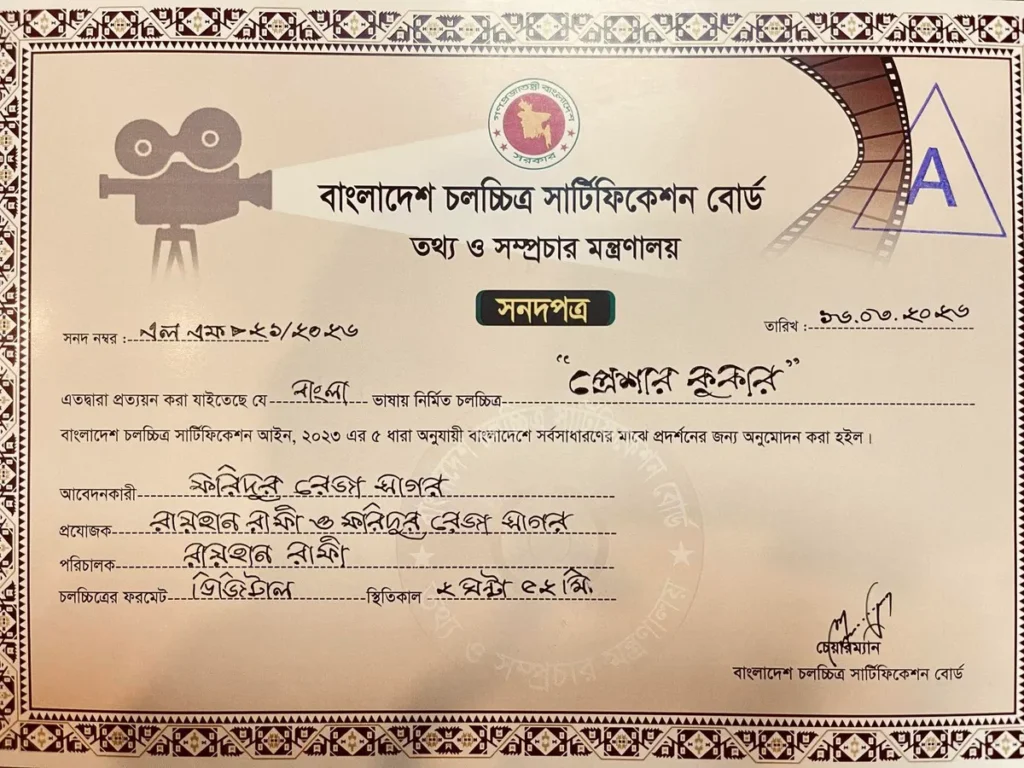 গণপ্রজাতন্ত্রী বাংলাদেশ সরকার
A
বাংলাদেশ চলচ্চিত্র সার্টিফিকেশন বোর্ড
তথ্য ও সম্প্রচার মন্ত্রণালয়
সনদপত্র
সনদ নম্বর :- এল এফ ২১/২০২৬
তারিখ :- ১৬.০৩.২০২৬
এতদ্বারা প্রত্যয়ন করা যাইতেছে যে বাংলা ভাষায় নির্মিত চলচ্চিত্র "প্রেশার কুকার"
বাংলাদেশ চলচ্চিত্র সার্টিফিকেশন আইন, ২০২৩ এর ৫ ধারা অনুযায়ী বাংলাদেশে সর্বসাধারণের মাঝে প্রদর্শনের জন্য অনুমোদন করা হইল।
আবেদনকারী ফরিদুর রেজা সাগর
প্রযোজক রায়হান রাফী ও ফরিদুর রেজা সাগর
পরিচালক রায়হান রাফী
চলচ্চিত্রের ফরমেট ডিজিটাল স্থিতিকাল ২ ঘন্টা ৫২ মি.
চেয়ারম্যান
বাংলাদেশ চলচ্চিত্র সার্টিফিকেশন বোর্ড